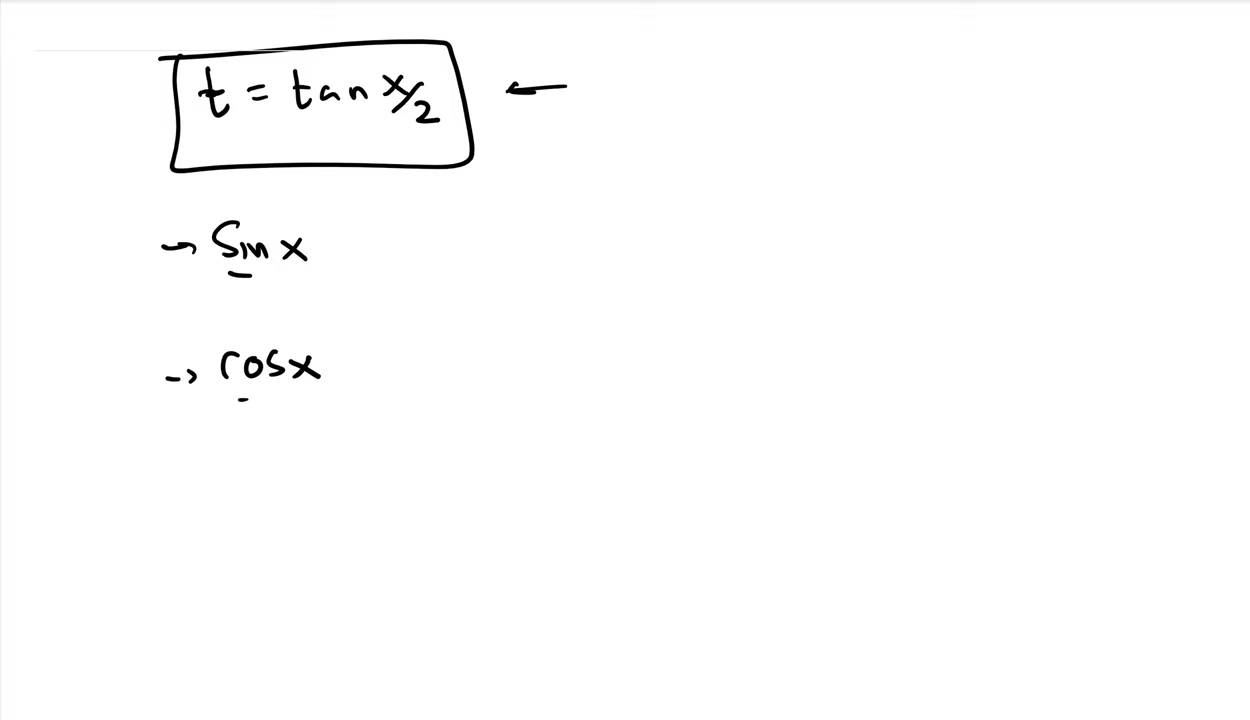 t = tan x/2 ←
→ sin x
→ cos x